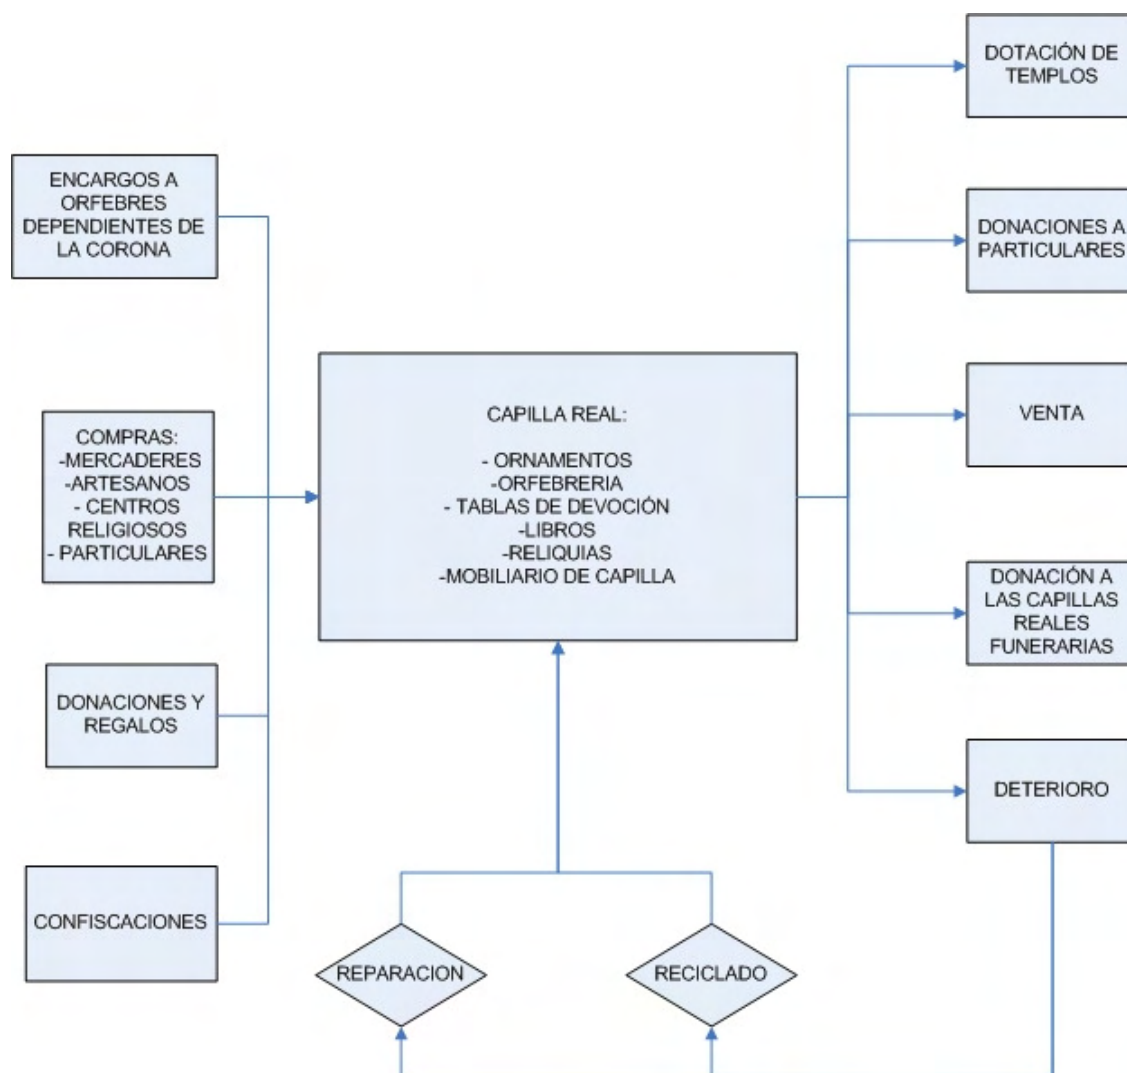 ENCARGOS A
ORFEBRES
DEPENDIENTES DE
LA CORONA
COMPRAS:
-MERCADERES
-ARTESANOS
- CENTROS
RELIGIOSOS
- PARTICULARES
DONACIONES Y
REGALOS
CONFISCACIONES
CAPILLA REAL:
- ORNAMENTOS
-ORFEBRERIA
- TABLAS DE DEVOCIÓN
-LIBROS
-RELIQUIAS
-MOBILIARIO DE CAPILLA
REPARACION
RECICLADO
DOTACIÓN DE
TEMPLOS
DONACIONES A
PARTICULARES
VENTA
DONACIÓN A
LAS CAPILLAS
REALES
FUNERARIAS
DETERIORO